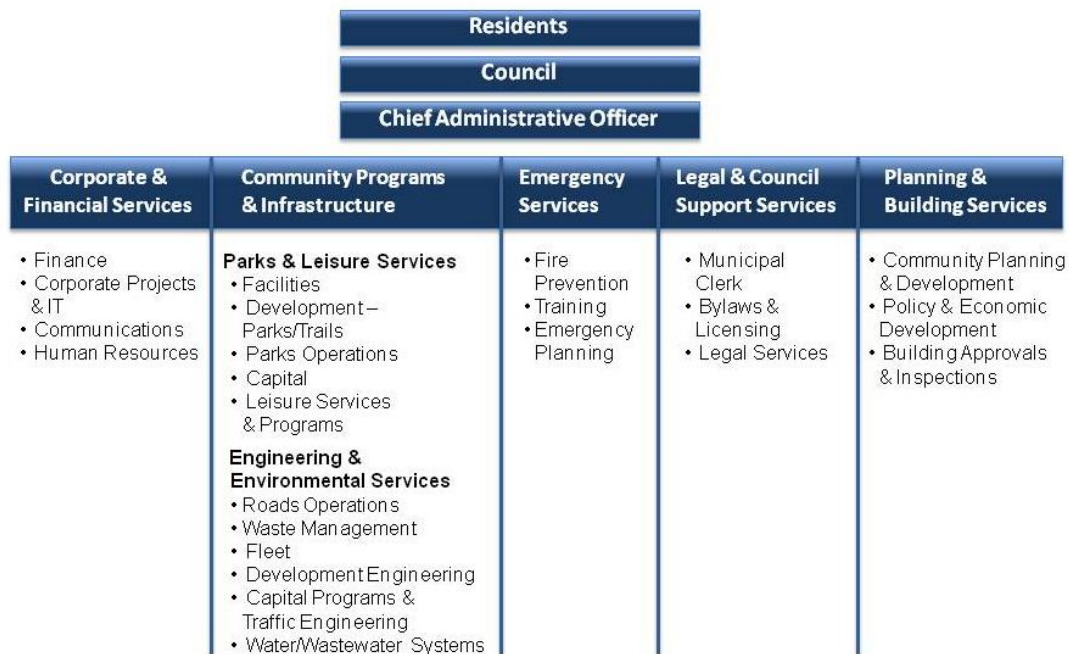 Residents
Council
Chief Administrative Officer
Corporate &
Financial Services
• Finance
• Corporate Projects
& IT
• Communications
• Human Resources
Community Programs
& Infrastructure
Parks & Leisure Services
• Facilities
• Development –
Parks/Trails
• Parks Operations
• Capital
• Leisure Services
& Programs
Engineering &
Environmental Services
• Roads Operations
• Waste Management
• Fleet
• Development Engineering
• Capital Programs &
Traffic Engineering
• Water/Wastewater Systems
Emergency
Services
• Fire
Prevention
• Training
• Emergency
Planning
Legal & Council
Support Services
• Municipal
Clerk
• Bylaws &
Licensing
• Legal Services
Planning &
Building Services
• Community Planning
& Development
• Policy & Economic
Development
• Building Approvals
& Inspections